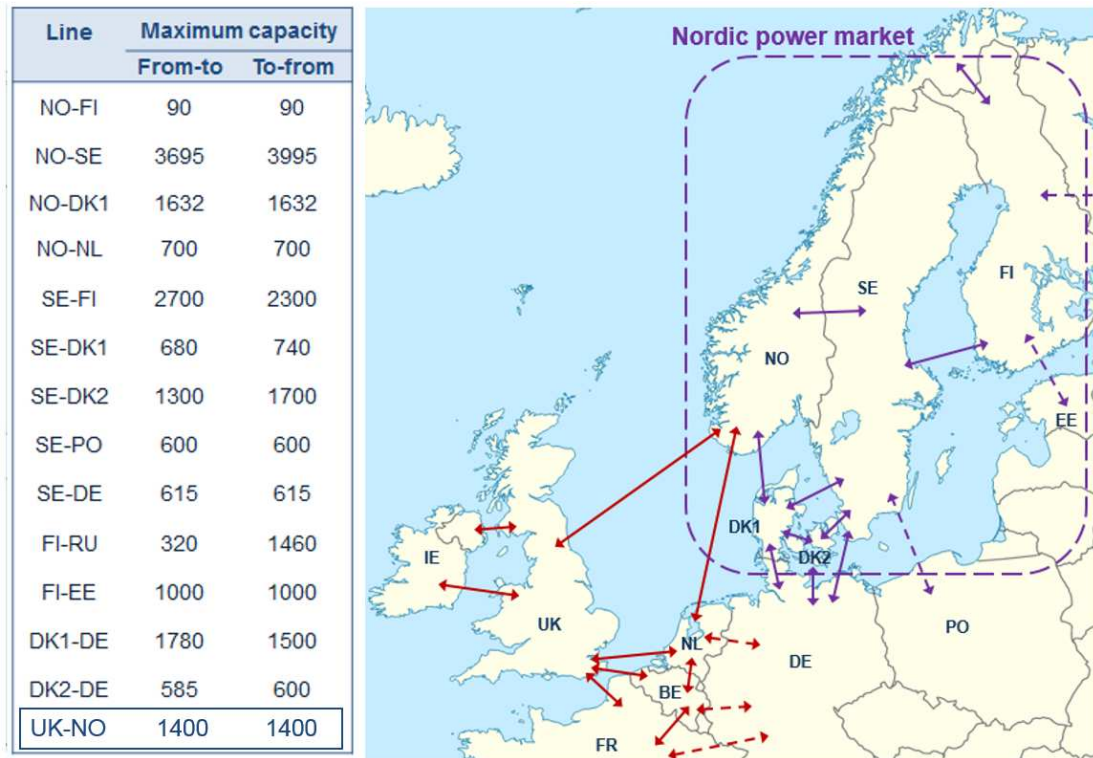 Line Maximum capacity
From-to To-from
NO-FI 90 90
NO-SE 3695 3995
NO-DK1 1632 1632
NO-NL 700 700
SE-FI 2700 2300
SE-DK1 680 740
SE-DK2 1300 1700
SE-PO 600 600
SE-DE 615 615
FI-RU 320 1460
FI-EE 1000 1000
DK1-DE 1780 1500
DK2-DE 585 600
UK-NO 1400 1400
Nordic power market
SE
FI
NO
EE
DK1
DK2
IE
UK
NL
PO
DE
BE
FR